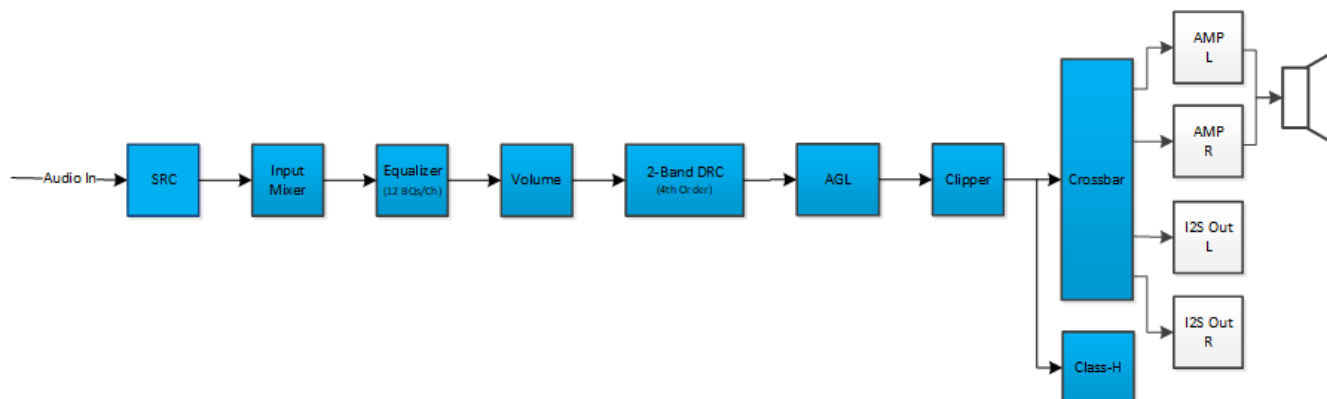 Audio In
SRC
Input
Mixer
Equalizer
(12 BQs/Ch)
Volume
2-Band DRC
(4th Order)
AGL
Clipper
Crossbar
AMP
L
AMP
R
I2S Out
L
I2S Out
R
Class-H